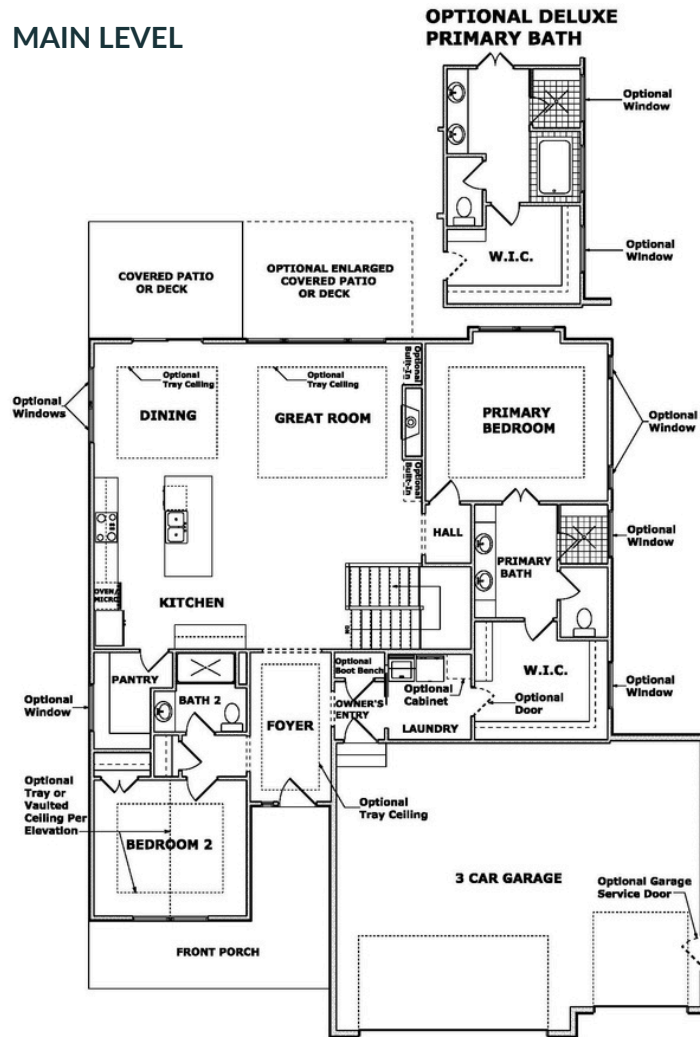 MAIN LEVEL
OPTIONAL DELUXE
PRIMARY BATH
Optional
Window
W.I.C.
Optional
Window
COVERED PATIO
OR DECK
OPTIONAL ENLARGED
COVERED PATIO
OR DECK
Optional
Tray Ceiling
Optional
Tray Ceiling
Optional
Built-In
Optional
Windows
DINING
GREAT ROOM
PRIMARY
BEDROOM
Optional
Window
Optional
Built-In
HALL
PRIMARY
BATH
Optional
Window
OVEN/
MICRO
KITCHEN
DN
Optional
Boot Bench
PANTRY
BATH 2
Optional
Cabinet
W.I.C.
Optional
Door
Optional
Window
Optional
Window
OWNER'S
ENTRY
LAUNDRY
FOYER
Optional
Tray or
Vaulted
Ceiling Per
Elevation
Optional
Tray Ceiling
BEDROOM 2
3 CAR GARAGE
Optional Garage
Service Door
FRONT PORCH